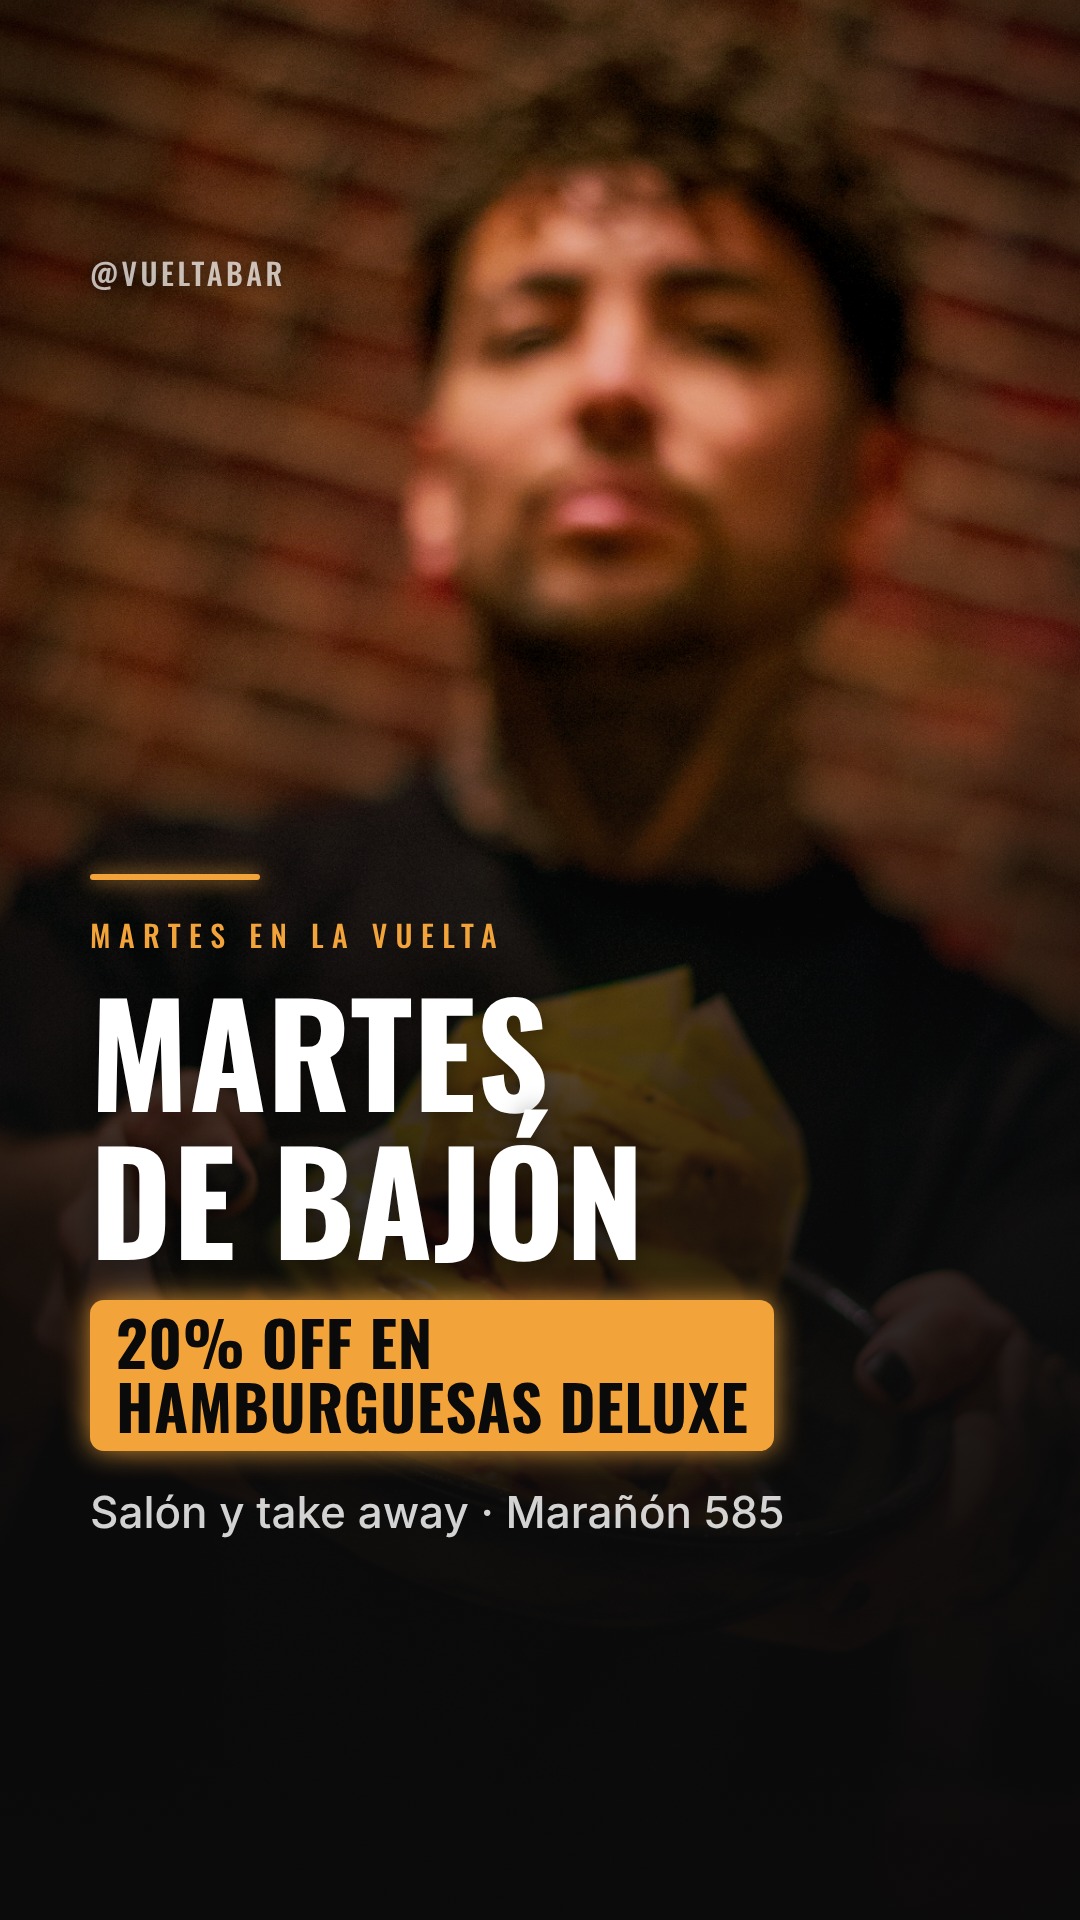 @VUELTABAR
MARTES EN LA VUELTA
MARTES
DE BAJÓN
20% OFF EN
HAMBURGUESAS DELUXE
Salón y take away · Marañón 585